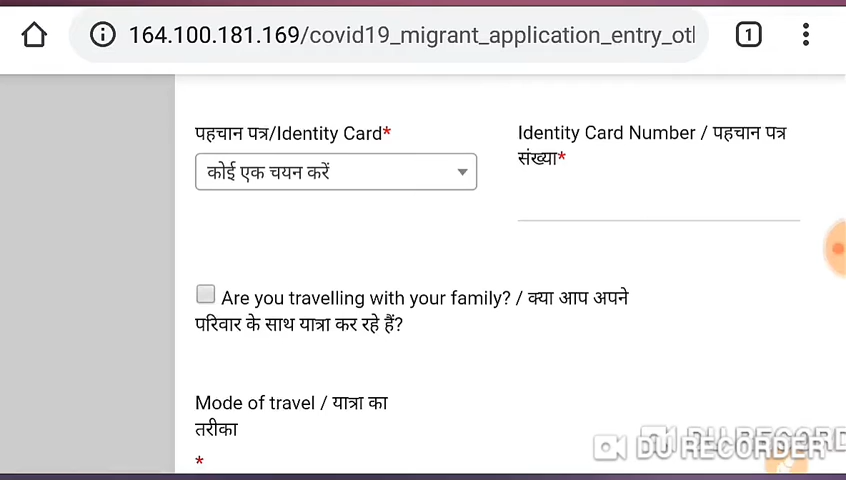 164.100.181.169/covid19_migrant_application_entry_otl
1
पहचान पत्र/Identity Card*
कोई एक चयन करें
Identity Card Number / पहचान पत्र
संख्या*
Are you travelling with your family? / क्या आप अपने
परिवार के साथ यात्रा कर रहे हैं?
Mode of travel / यात्रा का
तरीका
*
DU RECORDER